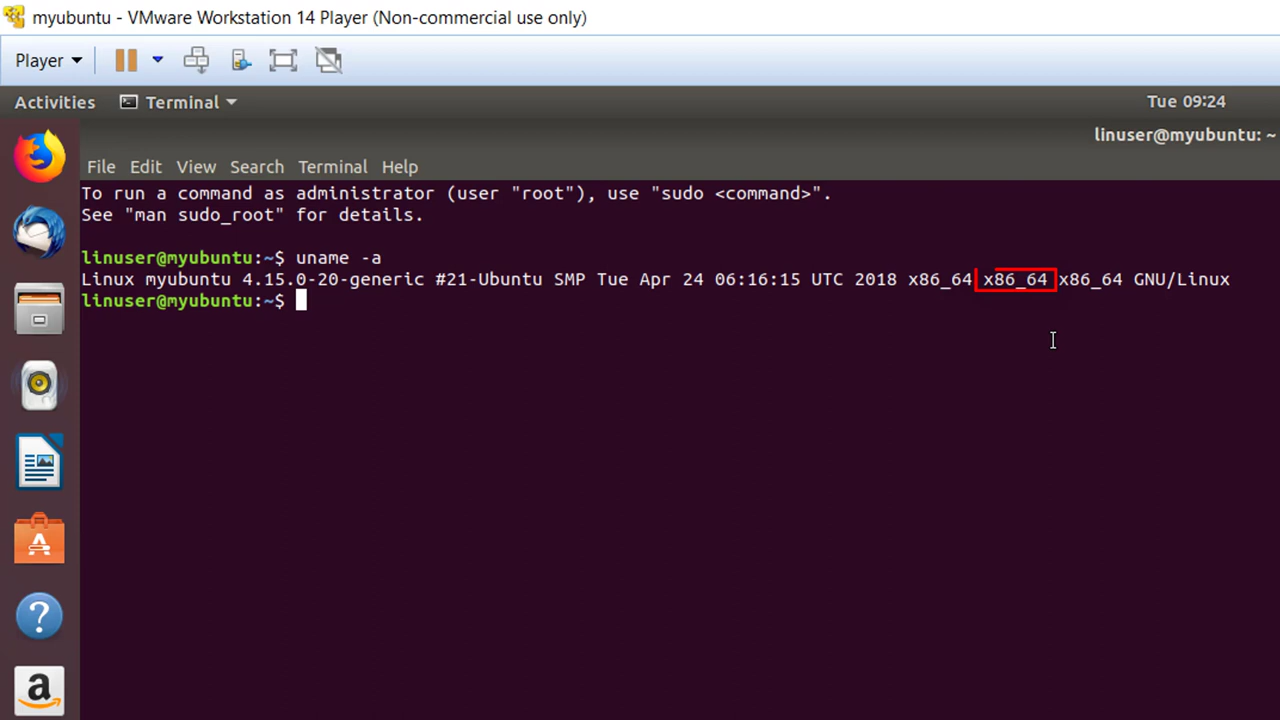 myubuntu - VMware Workstation 14 Player (Non-commercial use only)
Player
Activities Terminal Tue 09:24
linuser@myubuntu: ~
File Edit View Search Terminal Help
To run a command as administrator (user "root"), use "sudo <command>".
See "man sudo_root" for details.
linuser@myubuntu:~$ uname -a
Linux myubuntu 4.15.0-20-generic #21-Ubuntu SMP Tue Apr 24 06:16:15 UTC 2018 x86_64 x86_64 x86_64 GNU/Linux
linuser@myubuntu:~$